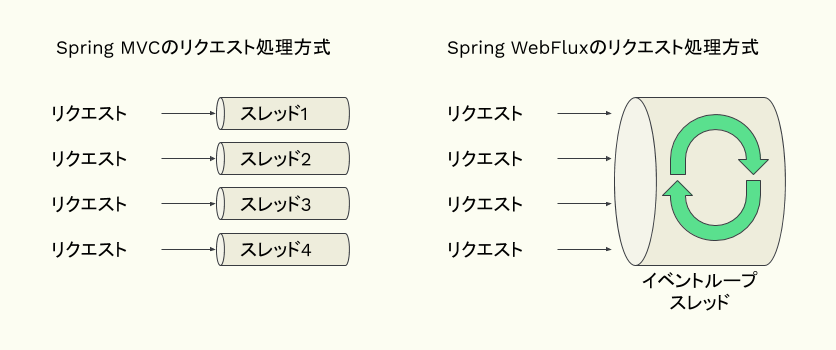 Spring MVCのリクエスト処理方式
リクエスト スレッド1
リクエスト スレッド2
リクエスト スレッド3
リクエスト スレッド4
Spring WebFluxのリクエスト処理方式
リクエスト
リクエスト
リクエスト
リクエスト
イベントループ
スレッド